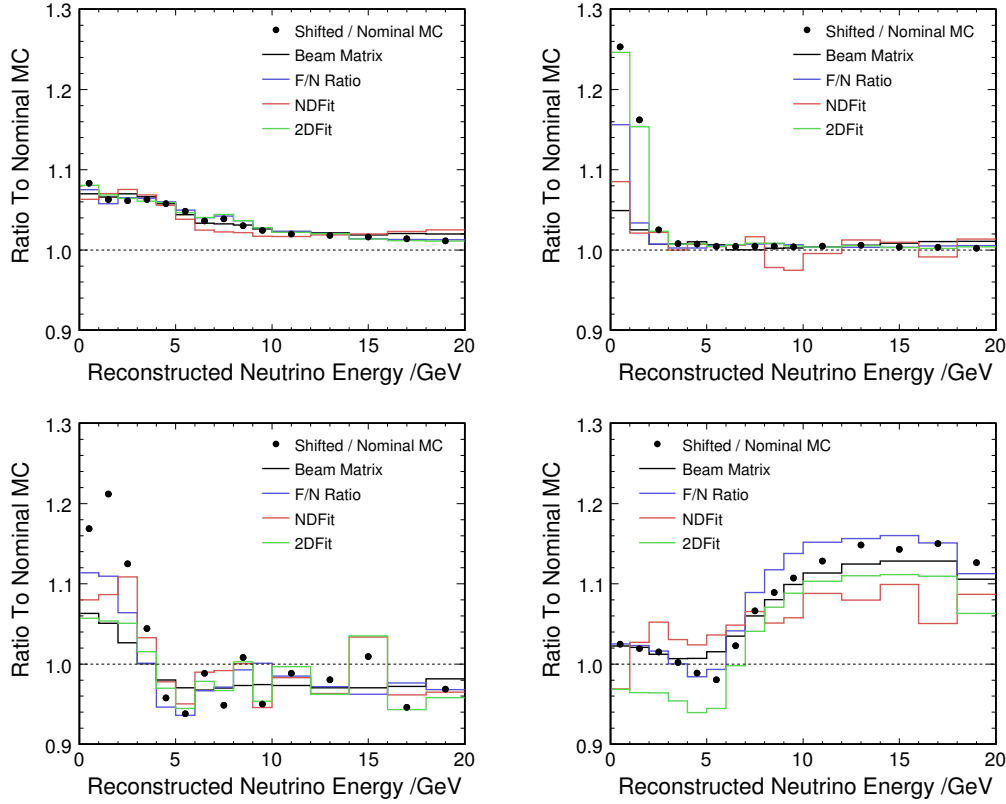 Ratio To Nominal MC
1.3
1.2
1.1
1.0
0.9
Shifted / Nominal MC
Beam Matrix
F/N Ratio
NDFit
2DFit
0 5 10 15 20
Reconstructed Neutrino Energy /GeV
Ratio To Nominal MC
1.3
1.2
1.1
1.0
0.9
Shifted / Nominal MC
Beam Matrix
F/N Ratio
NDFit
2DFit
0 5 10 15 20
Reconstructed Neutrino Energy /GeV
Ratio To Nominal MC
1.3
1.2
1.1
1.0
0.9
Shifted / Nominal MC
Beam Matrix
F/N Ratio
NDFit
2DFit
0 5 10 15 20
Reconstructed Neutrino Energy /GeV
Ratio To Nominal MC
1.3
1.2
1.1
1.0
0.9
Shifted / Nominal MC
Beam Matrix
F/N Ratio
NDFit
2DFit
0 5 10 15 20
Reconstructed Neutrino Energy /GeV